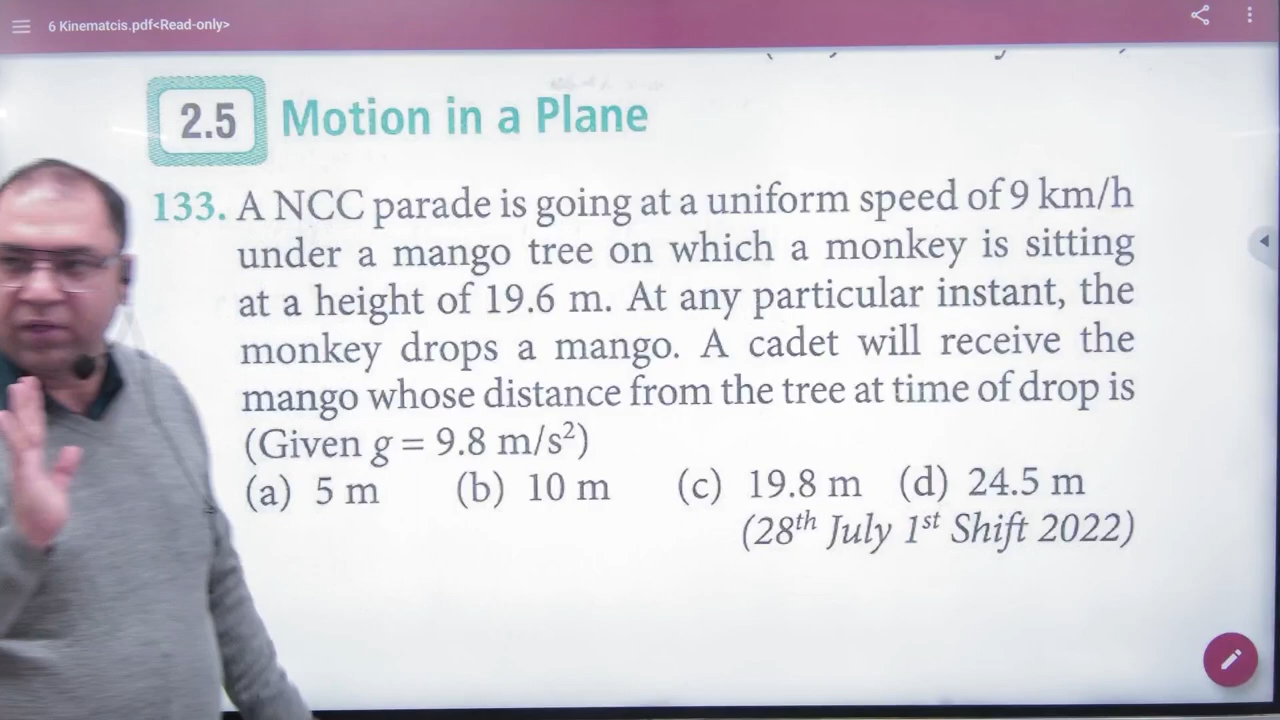 6 Kinematcis.pdf<Read-only>
2.5 Motion in a Plane
133. A NCC parade is going at a uniform speed of 9 km/h
under a mango tree on which a monkey is sitting
at a height of 19.6 m. At any particular instant, the
monkey drops a mango. A cadet will receive the
mango whose distance from the tree at time of drop is
(Given g = 9.8 m/s²)
(a) 5 m (b) 10 m (c) 19.8 m (d) 24.5 m
(28th July 1st Shift 2022)